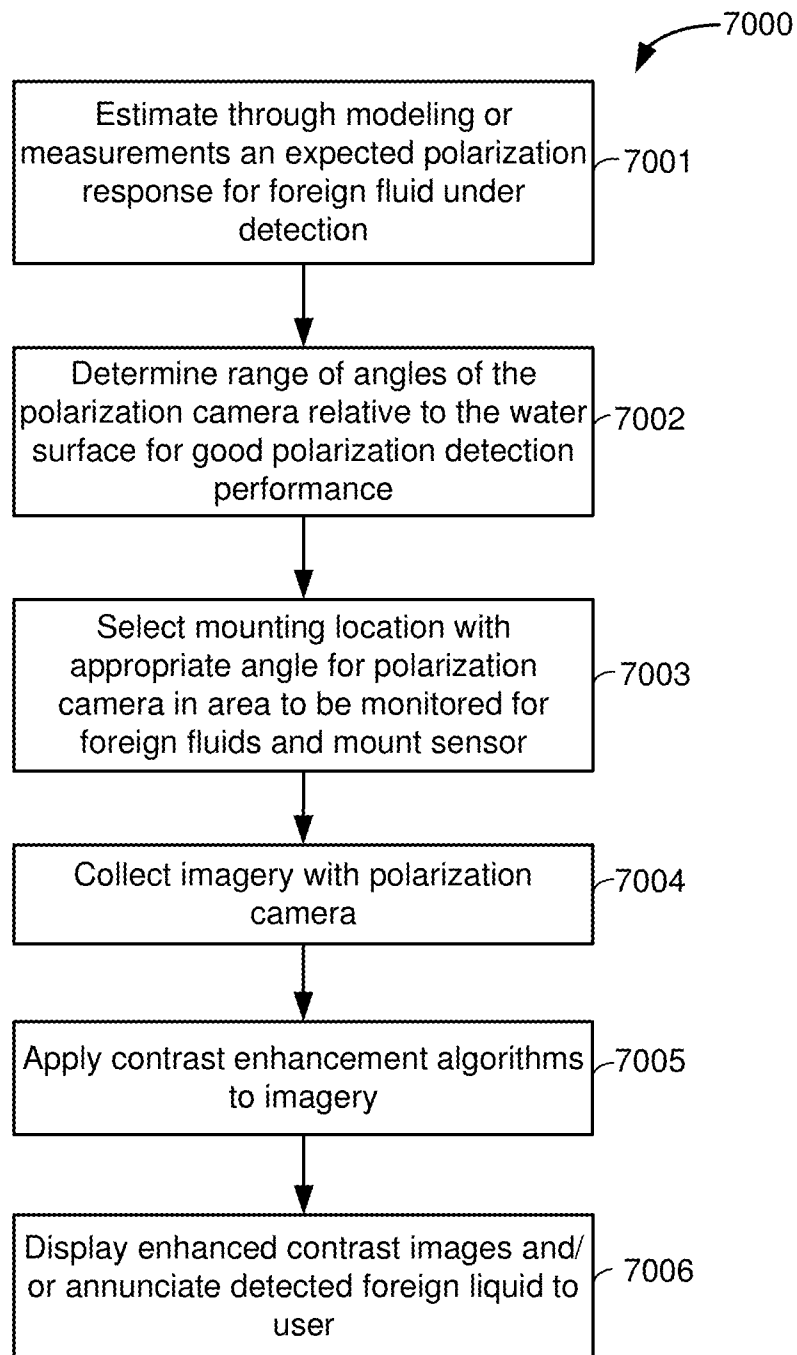 7000
Estimate through modeling or
measurements an expected polarization
response for foreign fluid under
detection
7001
Determine range of angles of the
polarization camera relative to the water
surface for good polarization detection
performance
7002
Select mounting location with
appropriate angle for polarization
camera in area to be monitored for
foreign fluids and mount sensor
7003
Collect imagery with polarization
camera
7004
Apply contrast enhancement algorithms
to imagery
7005
Display enhanced contrast images and/
or annunciate detected foreign liquid to
user
7006